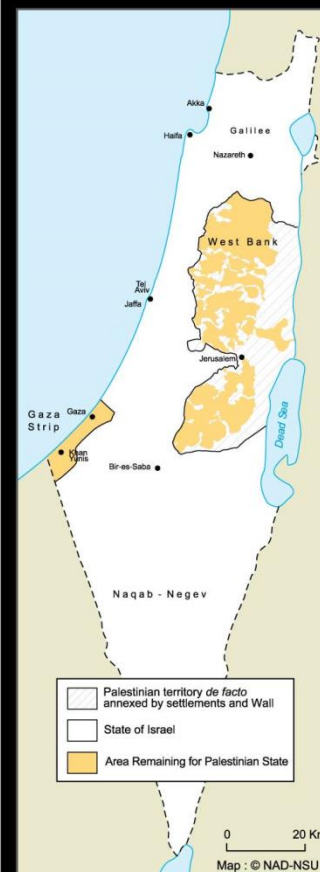 Akka
Galilee
Haifa
Nazareth
West Bank
Tel
Aviv
Jaffa
Jerusalem
Gaza
Strip
Gaza
Khan
Yunis
Dead Sea
Bir-es-Saba
Naqab - Negev
Palestinian territory de facto
annexed by settlements and Wall
State of Israel
Area Remaining for Palestinian State
0 20 Km
Map : © NAD-NSU